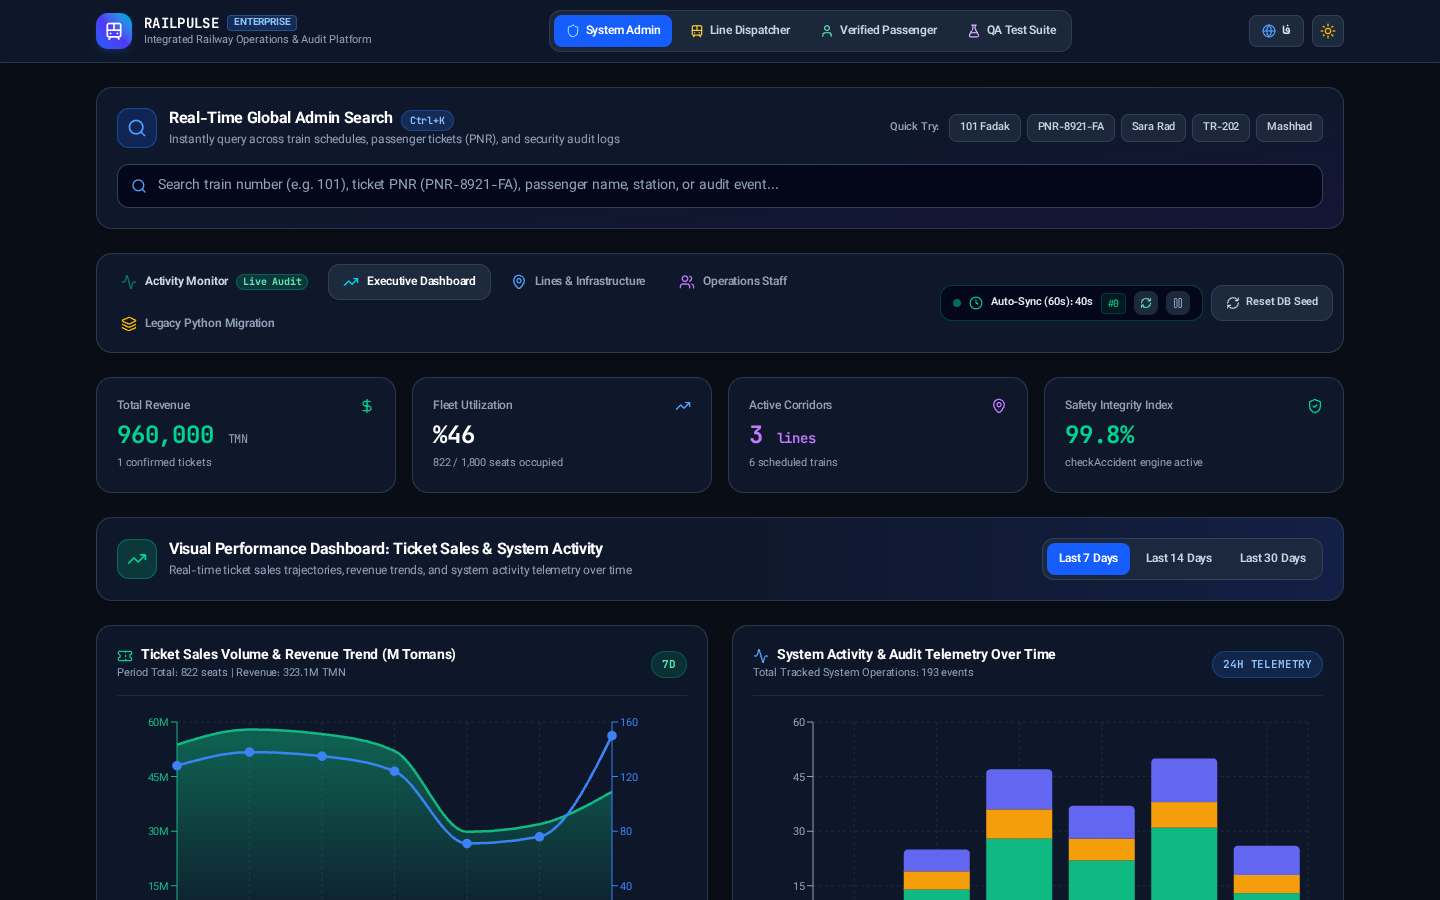 RAILPULSE ENTERPRISE
Integrated Railway Operations & Audit Platform
System Admin
Line Dispatcher
Verified Passenger
QA Test Suite
فا
Real-Time Global Admin Search Ctrl+K
Instantly query across train schedules, passenger tickets (PNR), and security audit logs
Quick Try: 101 Fadak PNR-8921-FA Sara Rad TR-202 Mashhad
Search train number (e.g. 101), ticket PNR (PNR-8921-FA), passenger name, station, or audit event...
Activity Monitor Live Audit
Executive Dashboard
Lines & Infrastructure
Operations Staff
Legacy Python Migration
Auto-Sync (60s): 40s #0
Reset DB Seed
Total Revenue
960,000 TMN
1 confirmed tickets
Fleet Utilization
%46
822 / 1,800 seats occupied
Active Corridors
3 lines
6 scheduled trains
Safety Integrity Index
99.8%
checkAccident engine active
Visual Performance Dashboard: Ticket Sales & System Activity
Real-time ticket sales trajectories, revenue trends, and system activity telemetry over time
Last 7 Days
Last 14 Days
Last 30 Days
Ticket Sales Volume & Revenue Trend (M Tomans)
Period Total: 822 seats | Revenue: 323.1M TMN
7D
60M
45M
30M
15M
160
120
80
40
System Activity & Audit Telemetry Over Time
Total Tracked System Operations: 193 events
24H TELEMETRY
60
45
30
15